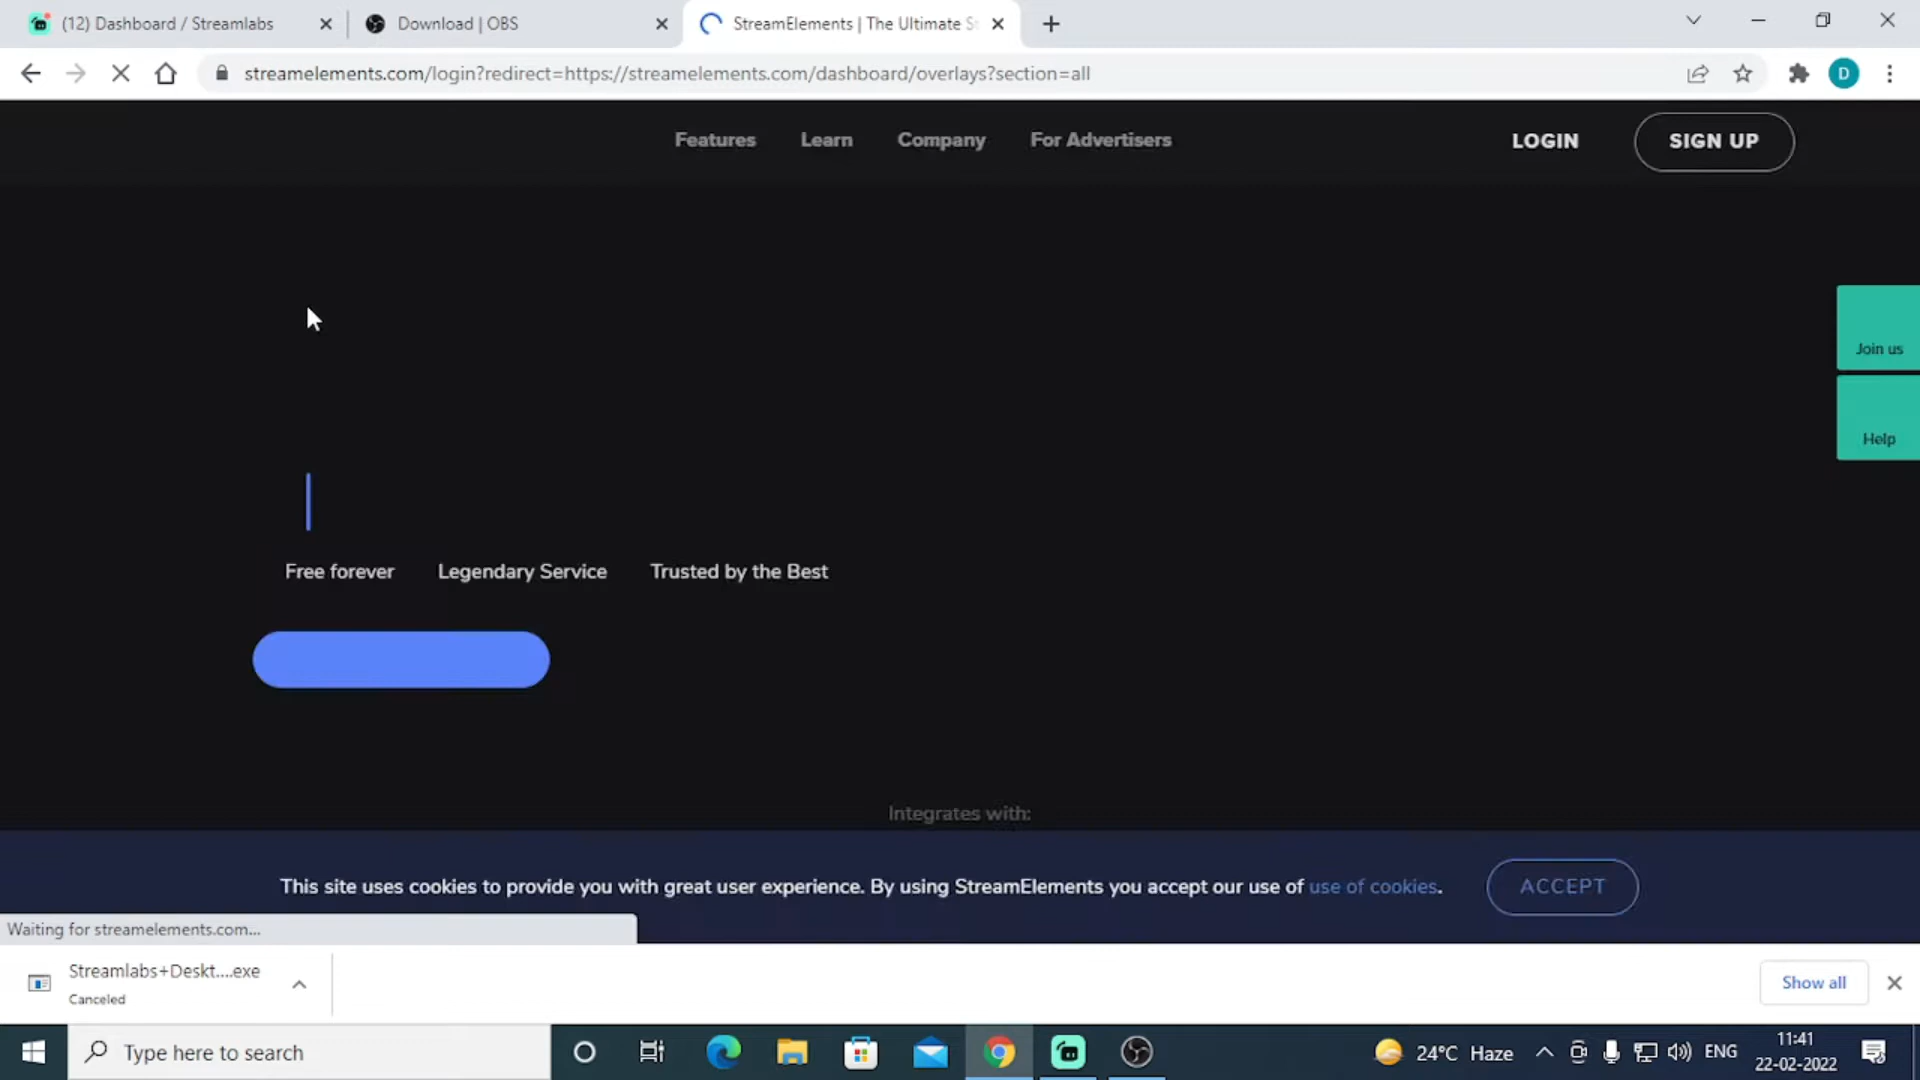 (12) Dashboard / Streamlabs
Download | OBS
StreamElements | The Ultimate S
streamelements.com/login?redirect=https://streamelements.com/dashboard/overlays?section=all
D
Features
Learn
Company
For Advertisers
LOGIN
SIGN UP
Join us
Help
Free forever
Legendary Service
Trusted by the Best
Integrates with:
This site uses cookies to provide you with great user experience. By using StreamElements you accept our use of use of cookies.
ACCEPT
Waiting for streamelements.com...
Streamlabs+Deskt....exe
Canceled
Show all
Type here to search
24°C Haze
ENG
11:41
22-02-2022